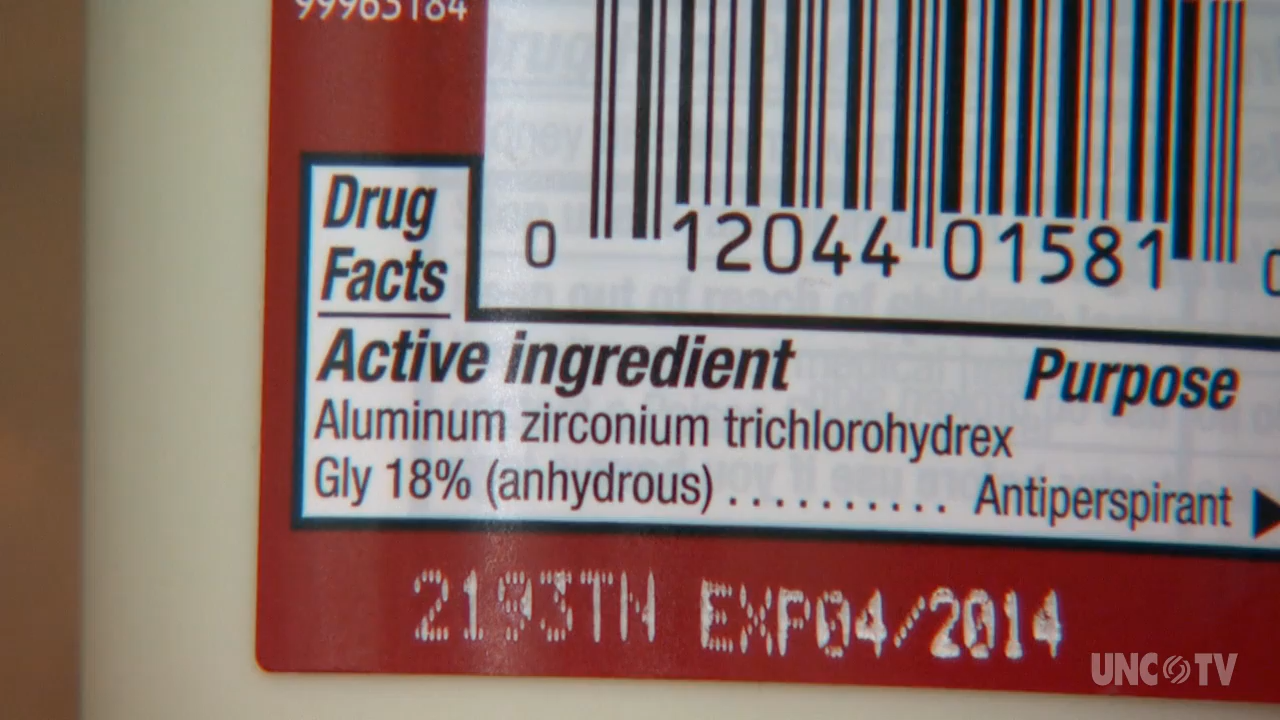 99963184
0 12044 01581 0
Drug
Facts
Active ingredient Purpose
Aluminum zirconium trichlorohydrex
Gly 18% (anhydrous) .......... Antiperspirant ▶
2193TN EXP04/2014
UNC TV